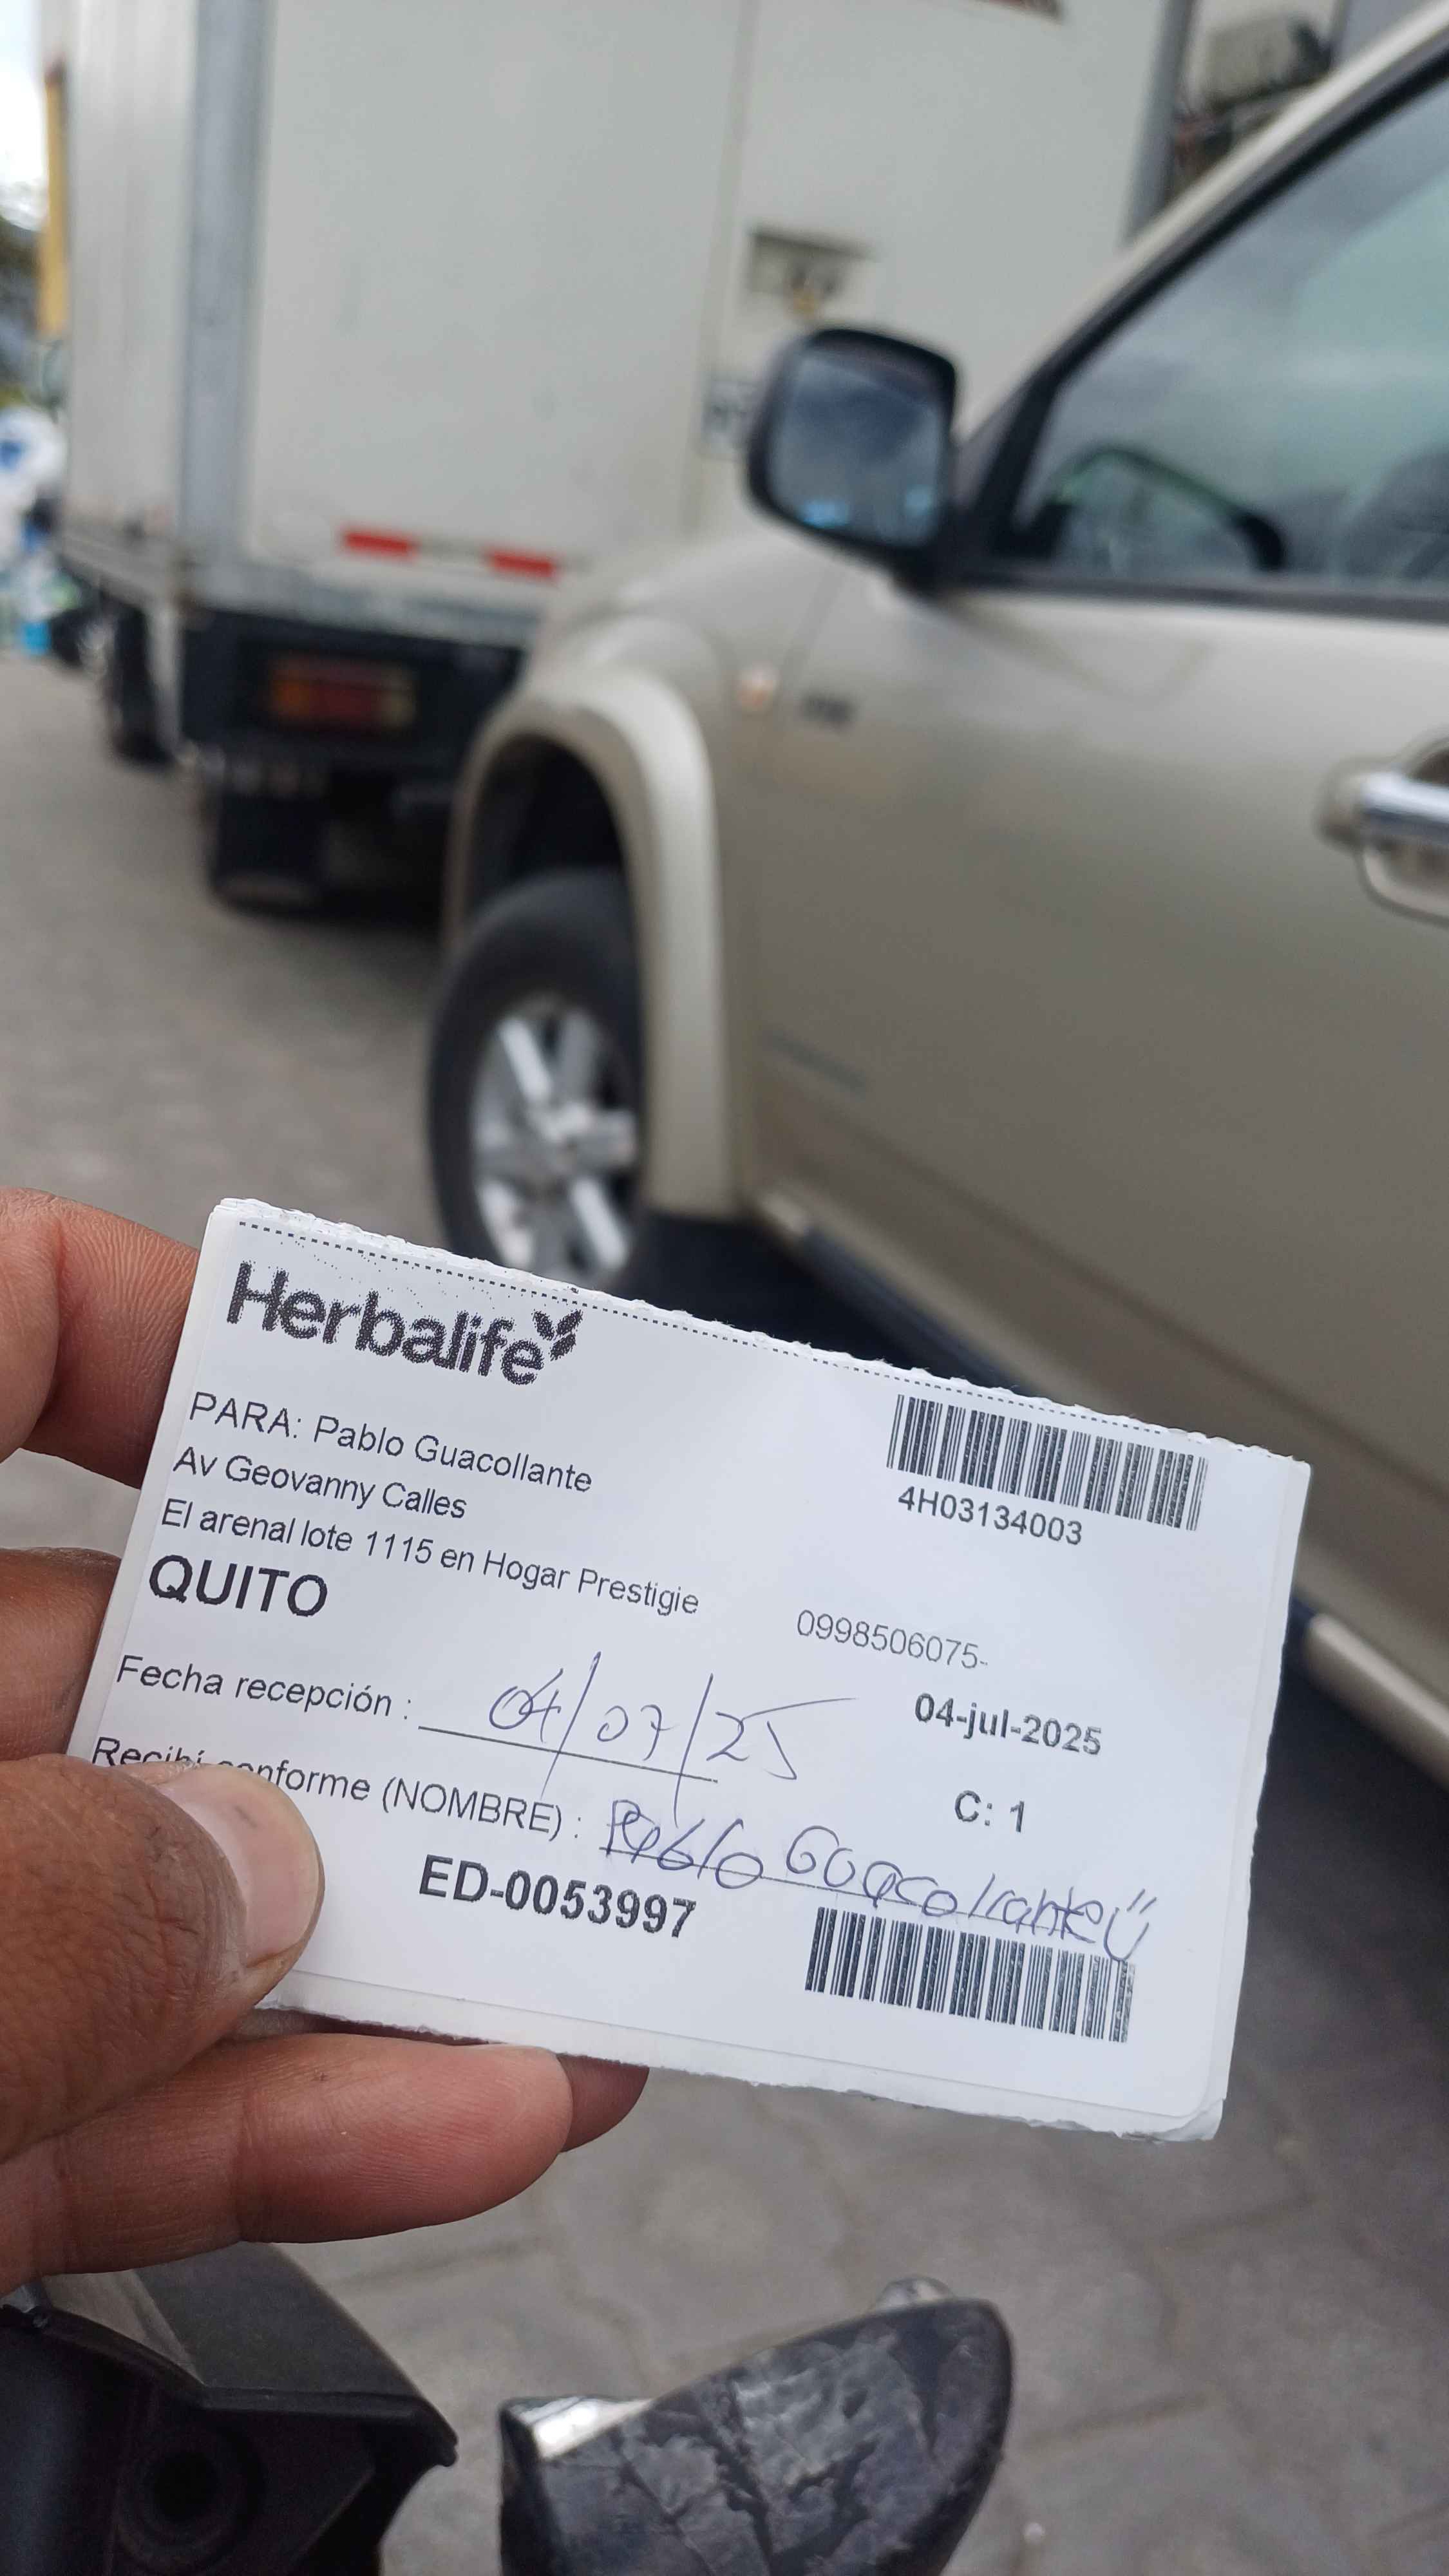 Herbalife
PARA: Pablo Guacollante
Av Geovanny Calles
El arenal lote 1115 en Hogar Prestigie
QUITO
4H03134003
0998506075-
Fecha recepción : 04/07/25
04-jul-2025
Recibí conforme (NOMBRE) : Pablo Guacollante
C: 1
ED-0053997